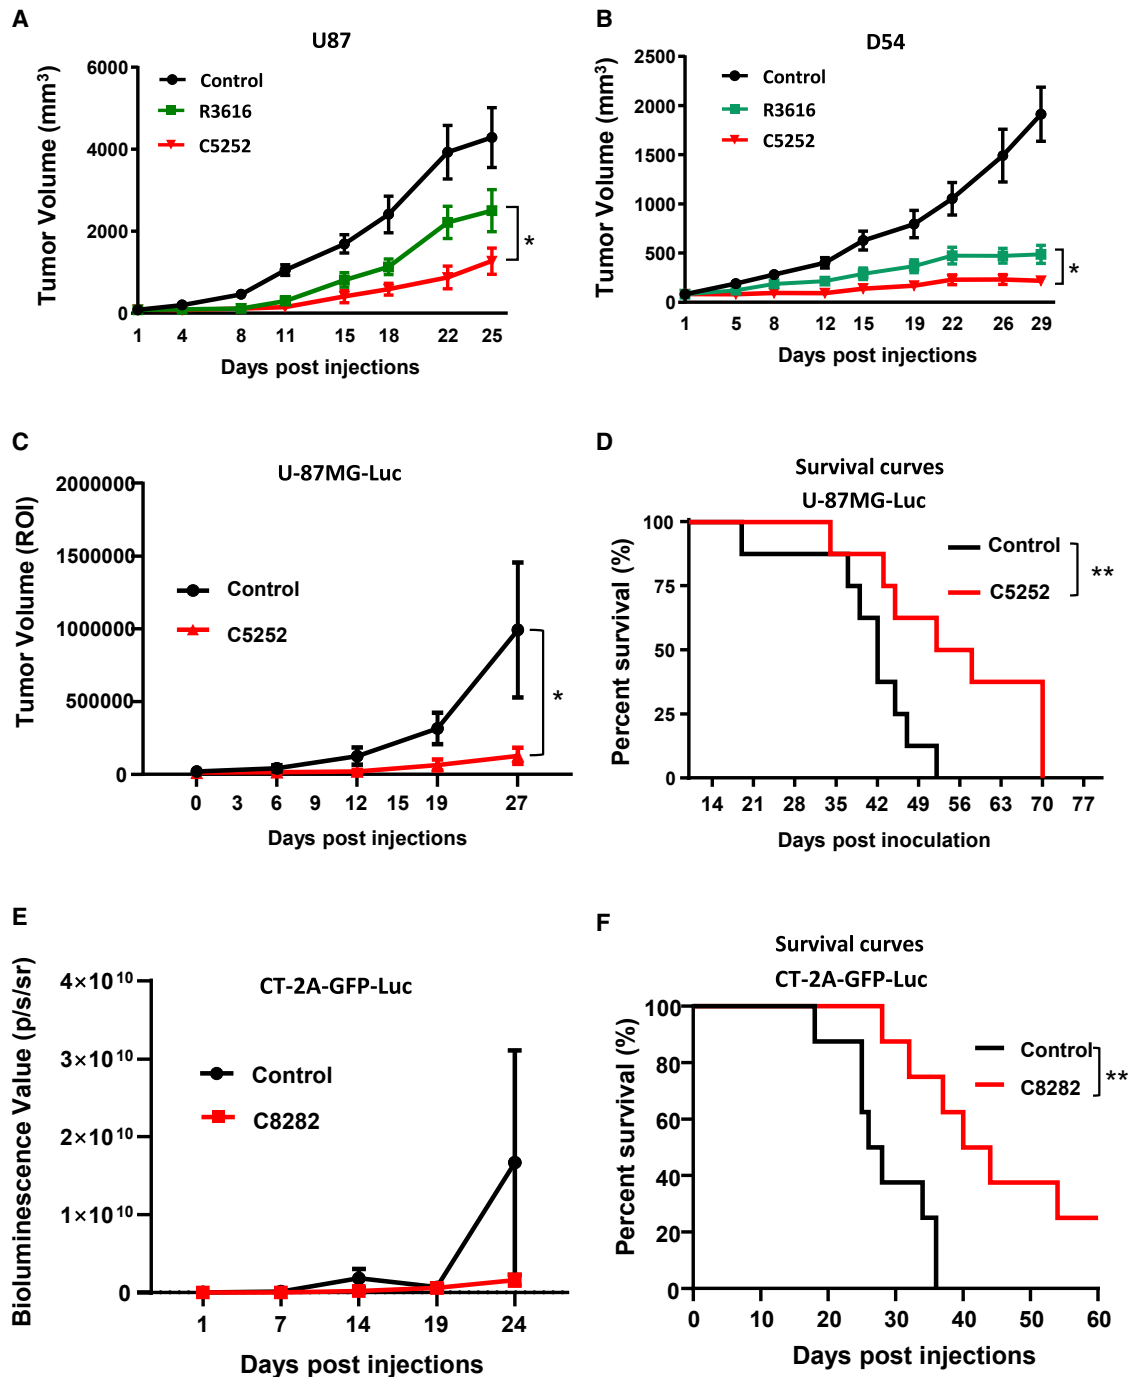 A
U87
Tumor Volume (mm³)
6000
4000
2000
0
Control
R3616
C5252
*
1 4 8 11 15 18 22 25
Days post injections
B
D54
Tumor Volume (mm³)
2500
2000
1500
1000
500
0
Control
R3616
C5252
*
1 5 8 12 15 19 22 26 29
Days post injections
C
U-87MG-Luc
Tumor Volume (ROI)
2000000
1500000
1000000
500000
0
Control
C5252
*
0 3 6 9 12 15 19 27
Days post injections
D
Survival curves
U-87MG-Luc
Percent survival (%)
100
75
50
25
0
Control
C5252
**
14 21 28 35 42 49 56 63 70 77
Days post inoculation
E
CT-2A-GFP-Luc
Bioluminescence Value (p/s/sr)
4×10¹⁰
3×10¹⁰
2×10¹⁰
1×10¹⁰
0
Control
C8282
1 7 14 19 24
Days post injections
F
Survival curves
CT-2A-GFP-Luc
Percent survival (%)
100
80
60
40
20
0
Control
C8282
**
0 10 20 30 40 50 60
Days post injections